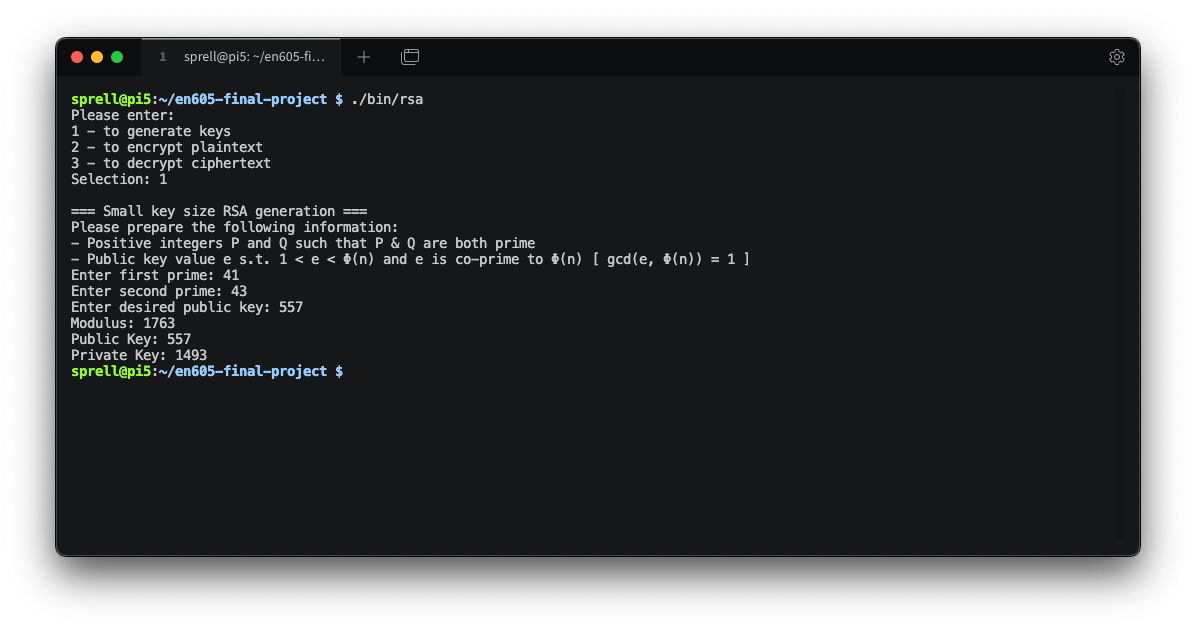 1 sprell@pi5: ~/en605-fi...
sprell@pi5:~/en605-final-project $ ./bin/rsa
Please enter:
1 - to generate keys
2 - to encrypt plaintext
3 - to decrypt ciphertext
Selection: 1
=== Small key size RSA generation ===
Please prepare the following information:
- Positive integers P and Q such that P & Q are both prime
- Public key value e s.t. 1 < e < Φ(n) and e is co-prime to Φ(n) [ gcd(e, Φ(n)) = 1 ]
Enter first prime: 41
Enter second prime: 43
Enter desired public key: 557
Modulus: 1763
Public Key: 557
Private Key: 1493
sprell@pi5:~/en605-final-project $